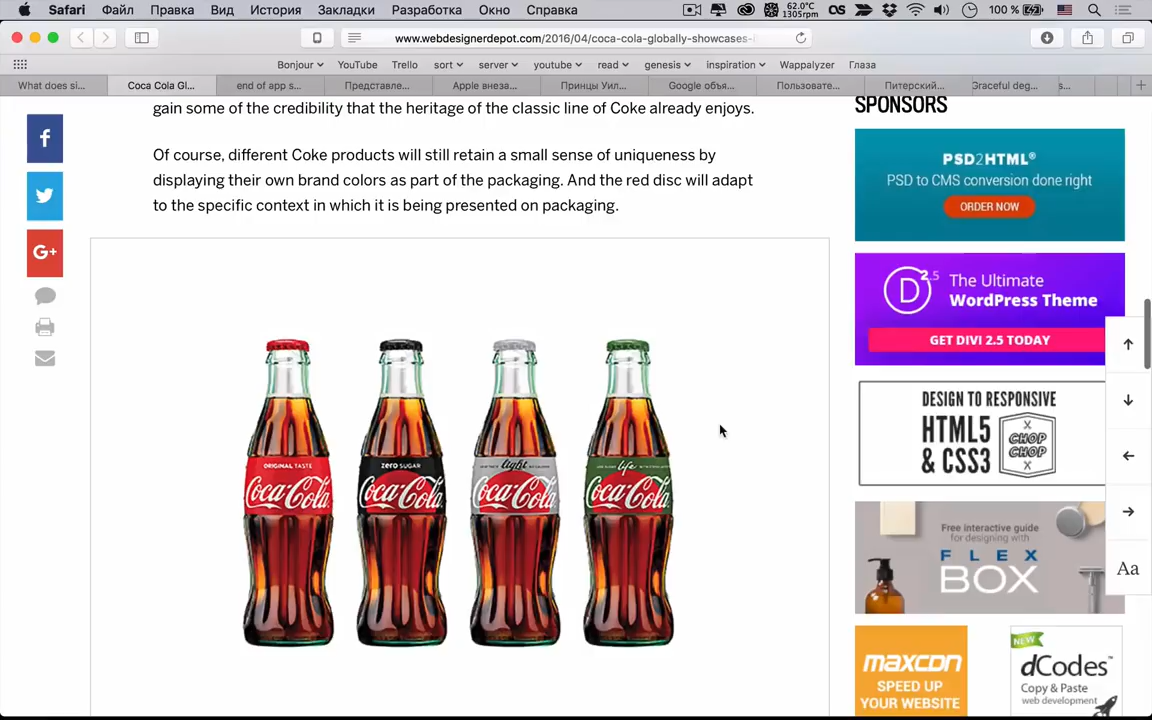 Safari Файл Правка Вид История Закладки Разработка Окно Справка
62.0°C
1305rpm
100 %
www.webdesignerdepot.com/2016/04/coca-cola-globally-showcases-
Bonjour YouTube Trello sort server youtube read genesis inspiration Wappalyzer Глаза
What does si... Coca Cola Gl... end of app s... Представле... Apple внеза... Принцы Уил... Google объя... Пользовате... Питерский... Graceful deg... s...
gain some of the credibility that the heritage of the classic line of Coke already enjoys.
Of course, different Coke products will still retain a small sense of uniqueness by
displaying their own brand colors as part of the packaging. And the red disc will adapt
to the specific context in which it is being presented on packaging.
f
G+
ORIGINAL TASTE
Coca-Cola
zero SUGAR
Coca-Cola
light
Coca-Cola
life
Coca-Cola
SPONSORS
PSD2HTML®
PSD to CMS conversion done right
ORDER NOW
D 2.5
The Ultimate
WordPress Theme
GET DIVI 2.5 TODAY
DESIGN TO RESPONSIVE
HTML5
& CSS3
CHOP
CHOP
Free interactive guide
for designing with
FLEX
BOX
Aa
maxcdn
SPEED UP
YOUR WEBSITE
NEW
dCodes
Copy & Paste
web development